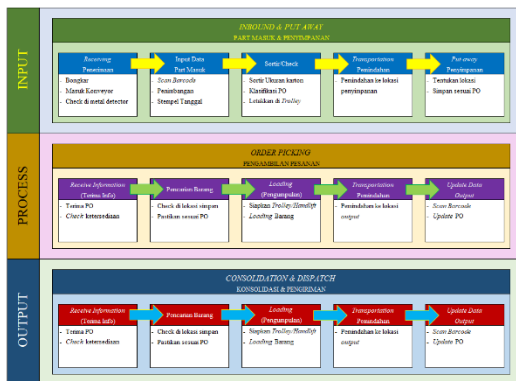 INPUT
INBOUND & PUT AWAY
PART MASUK & PENYIMPANAN
Receiving
Penerimaan
- Bongkar
- Masuk Konveyor
- Check di metal detector
Input Data
Part Masuk
- Scan Barcode
- Penimbangan
- Stempel Tanggal
Sortir/Check
- Sortir Ukuran karton
- Klasifikasi PO
- Letakkan di Trolley
Transportation
Pemindahan
- Pemindahan ke lokasi
penyimpanan
Put-away
Penyimpanan
- Tentukan lokasi
- Simpan sesuai PO
PROCESS
ORDER PICKING
PENGAMBILAN PESANAN
Receive Information
(Terima Info)
- Terima PO
- Check ketersediaan
Pencarian Barang
- Check di lokasi simpan
- Pastikan sesuai PO
Loading
(Pengumpulan)
- Siapkan Trolley/Handlift
- Loading Barang
Transportation
Pemindahan
- Pemindahan ke lokasi
output
Update Data
Output
- Scan Barcode
- Update PO
OUTPUT
CONSOLIDATION & DISPATCH
KONSOLIDASI & PENGIRIMAN
Receive Information
(Terima Info)
- Terima PO
- Check ketersediaan
Pencarian Barang
- Check di lokasi simpan
- Pastikan sesuai PO
Loading
(Pengumpulan)
- Siapkan Trolley/Handlift
- Loading Barang
Transportation
Pemindahan
- Pemindahan ke lokasi
output
Update Data
Output
- Scan Barcode
- Update PO